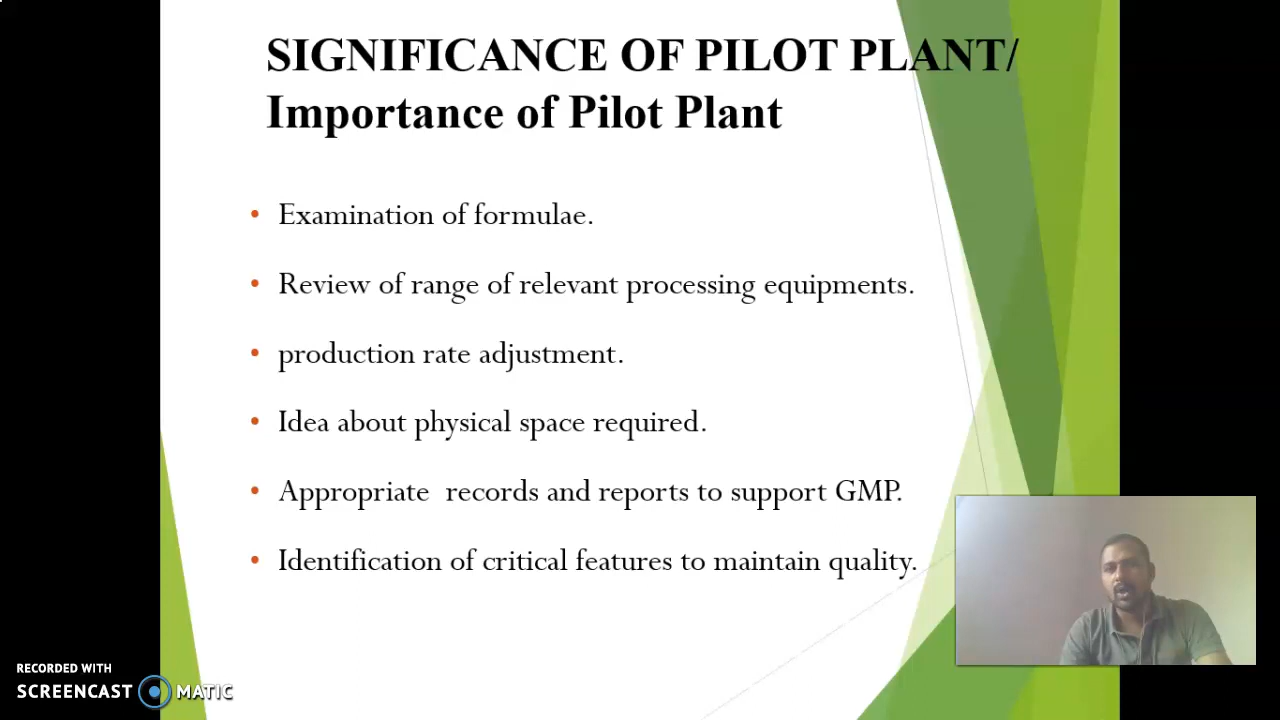 SIGNIFICANCE OF PILOT PLANT/
Importance of Pilot Plant
• Examination of formulae.
• Review of range of relevant processing equipments.
• production rate adjustment.
• Idea about physical space required.
• Appropriate records and reports to support GMP.
• Identification of critical features to maintain quality.
RECORDED WITH
SCREENCAST MATIC